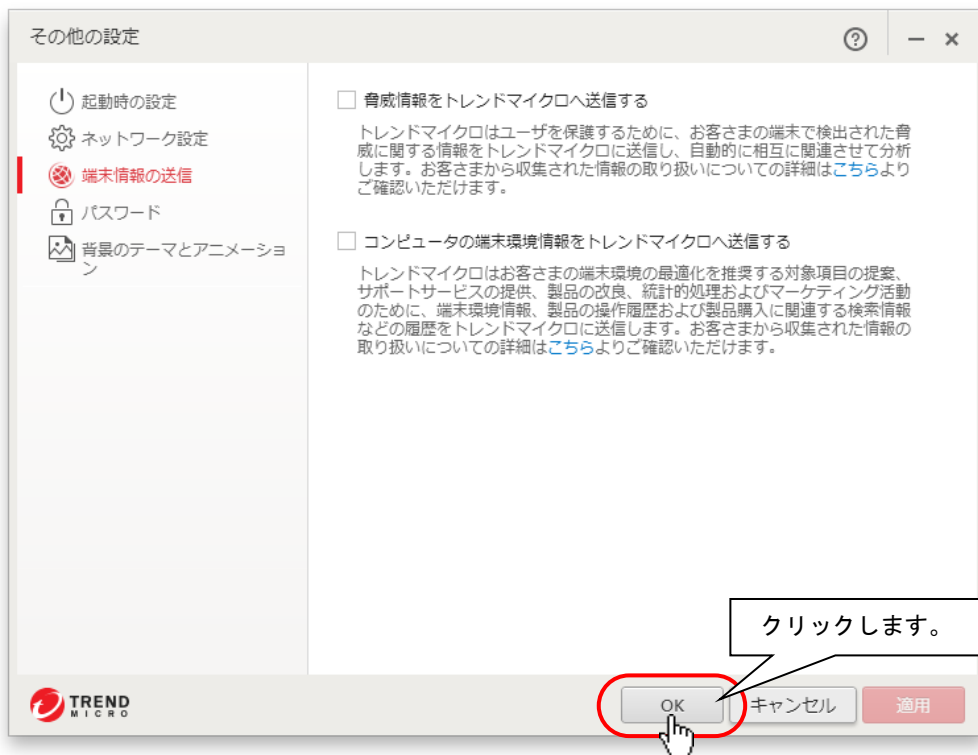 その他の設定
起動時の設定
ネットワーク設定
端末情報の送信
パスワード
背景のテーマとアニメーショ
ン
脅威情報をトレンドマイクロへ送信する
トレンドマイクロはユーザを保護するために、お客さまの端末で検出された脅
威に関する情報をトレンドマイクロに送信し、自動的に相互に関連させて分析
します。お客さまから収集された情報の取り扱いについての詳細はこちらより
ご確認いただけます。
コンピュータの端末環境情報をトレンドマイクロへ送信する
トレンドマイクロはお客さまの端末環境の最適化を推奨する対象項目の提案、
サポートサービスの提供、製品の改良、統計的処理およびマーケティング活動
のために、端末環境情報、製品の操作履歴および製品購入に関連する検索情報
などの履歴をトレンドマイクロに送信します。お客さまから収集された情報の
取り扱いについての詳細はこちらよりご確認いただけます。
クリックします。
TREND
MICRO
OK
キャンセル
適用